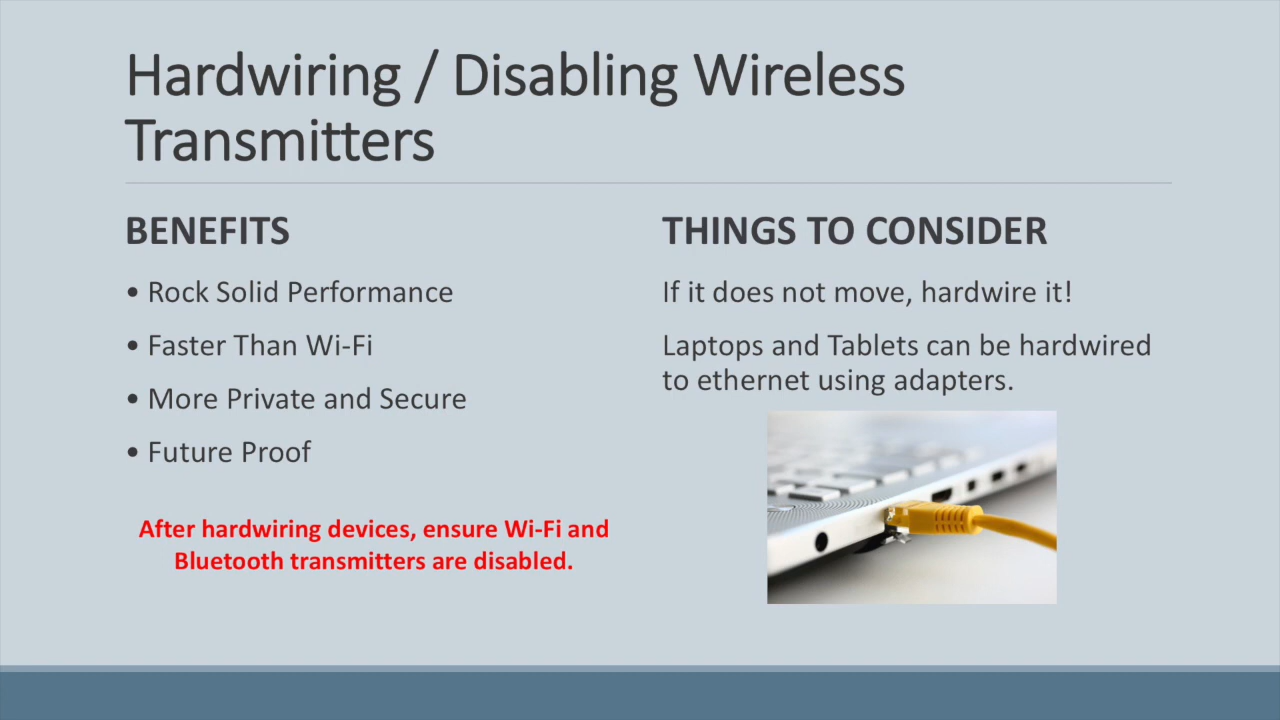 Hardwiring / Disabling Wireless
Transmitters
BENEFITS
• Rock Solid Performance
• Faster Than Wi-Fi
• More Private and Secure
• Future Proof
After hardwiring devices, ensure Wi-Fi and
Bluetooth transmitters are disabled.
THINGS TO CONSIDER
If it does not move, hardwire it!
Laptops and Tablets can be hardwired
to ethernet using adapters.